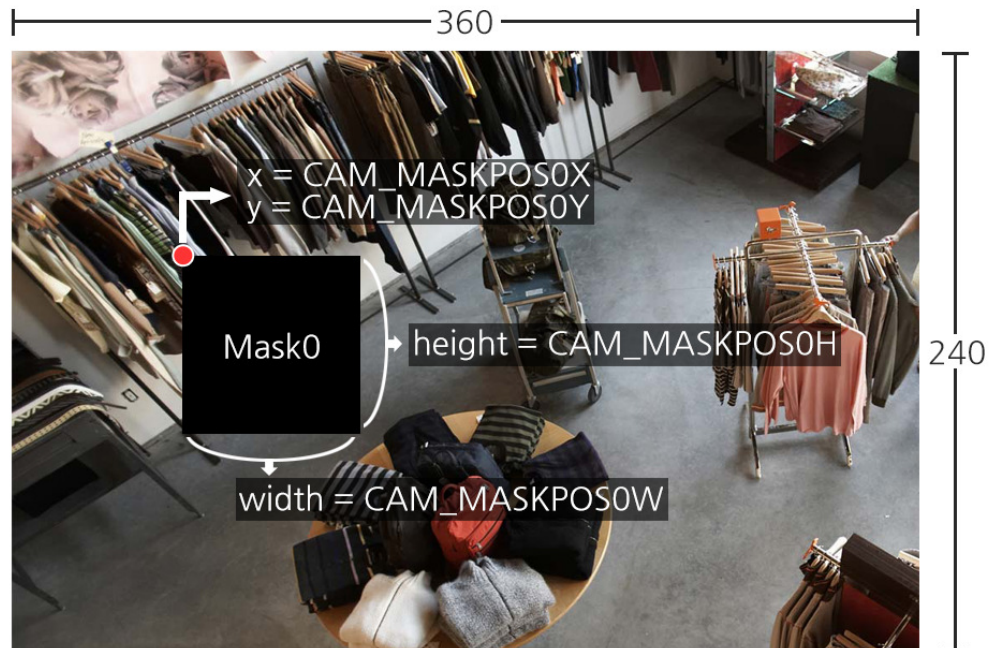 360
x = CAM_MASKPOS0X
y = CAM_MASKPOS0Y
Mask0
height = CAM_MASKPOS0H
240
width = CAM_MASKPOS0W